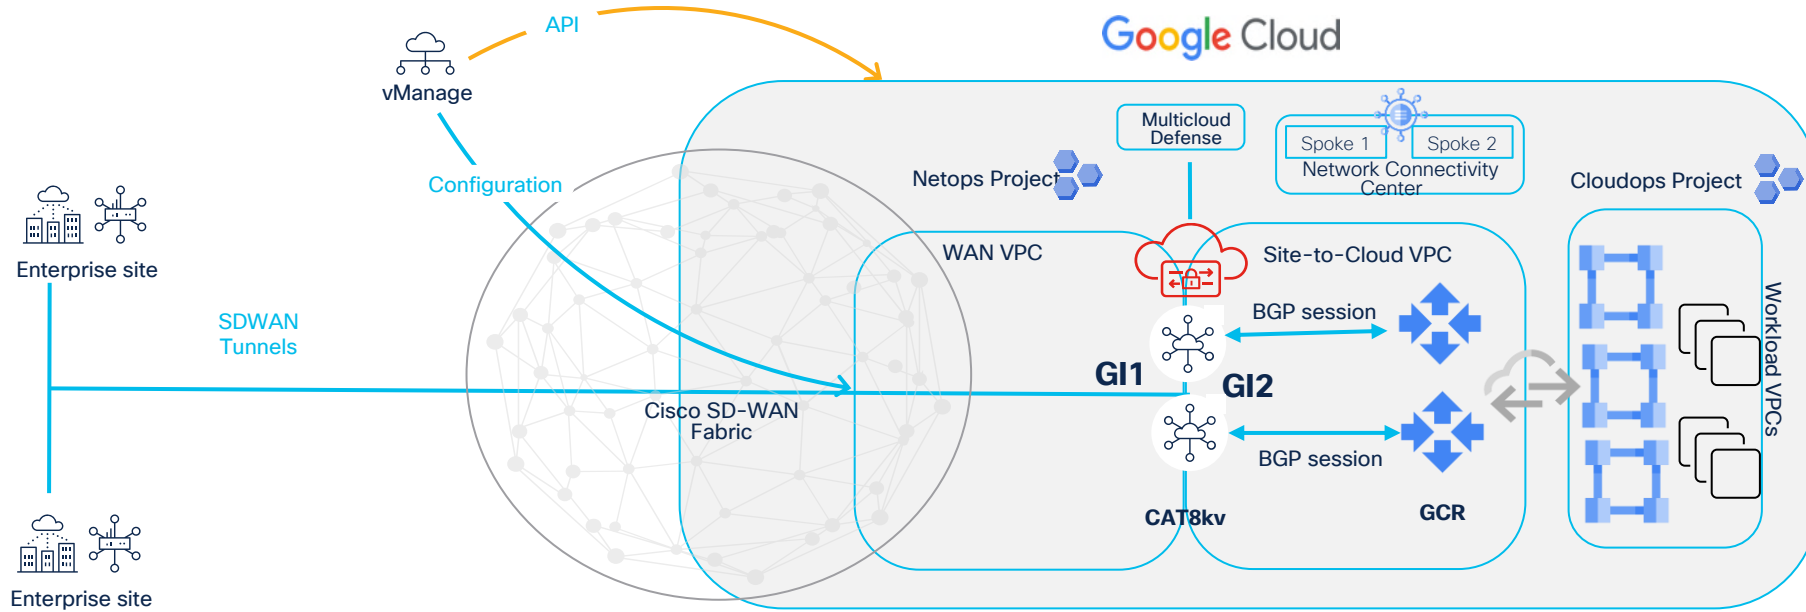 API
Google Cloud
vManage
Multicloud
Defense
Spoke 1
Spoke 2
Network Connectivity
Center
Netops Project
Cloudops Project
Configuration
Enterprise site
WAN VPC
Site-to-Cloud VPC
SDWAN
Tunnels
BGP session
Workload VPCs
GI1
GI2
Cisco SD-WAN
Fabric
BGP session
CAT8kv
GCR
Enterprise site